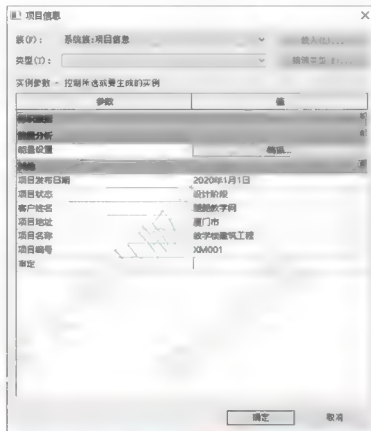 项目信息
族(F): 系统族:项目信息 载入(L)...
类型(T): 编辑类型(E)...
实例参数 - 控制所选或要生成的实例
参数 值
能量分析
能量设置 编辑...
其他
项目发布日期 2020年1月1日
项目状态 设计阶段
客户姓名
项目地址 厦门市
项目名称 教学楼建筑工程
项目编号 XM001
审定
确定 取消